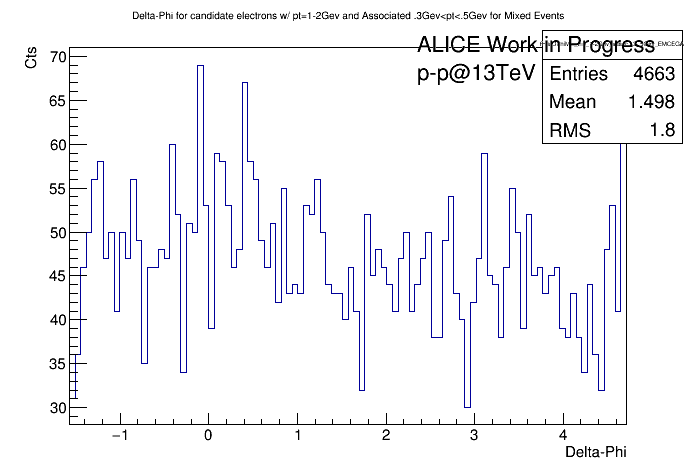 Delta-Phi for candidate electrons w/ pt=1-2Gev and Associated .3Gev<pt<.5Gev for Mixed Events
ALICE Work in Progress
p-p@13TeV
Entries 4663
Mean 1.498
RMS 1.8
Cts
70
65
60
55
50
45
40
35
30
−1 0 1 2 3 4
Delta-Phi